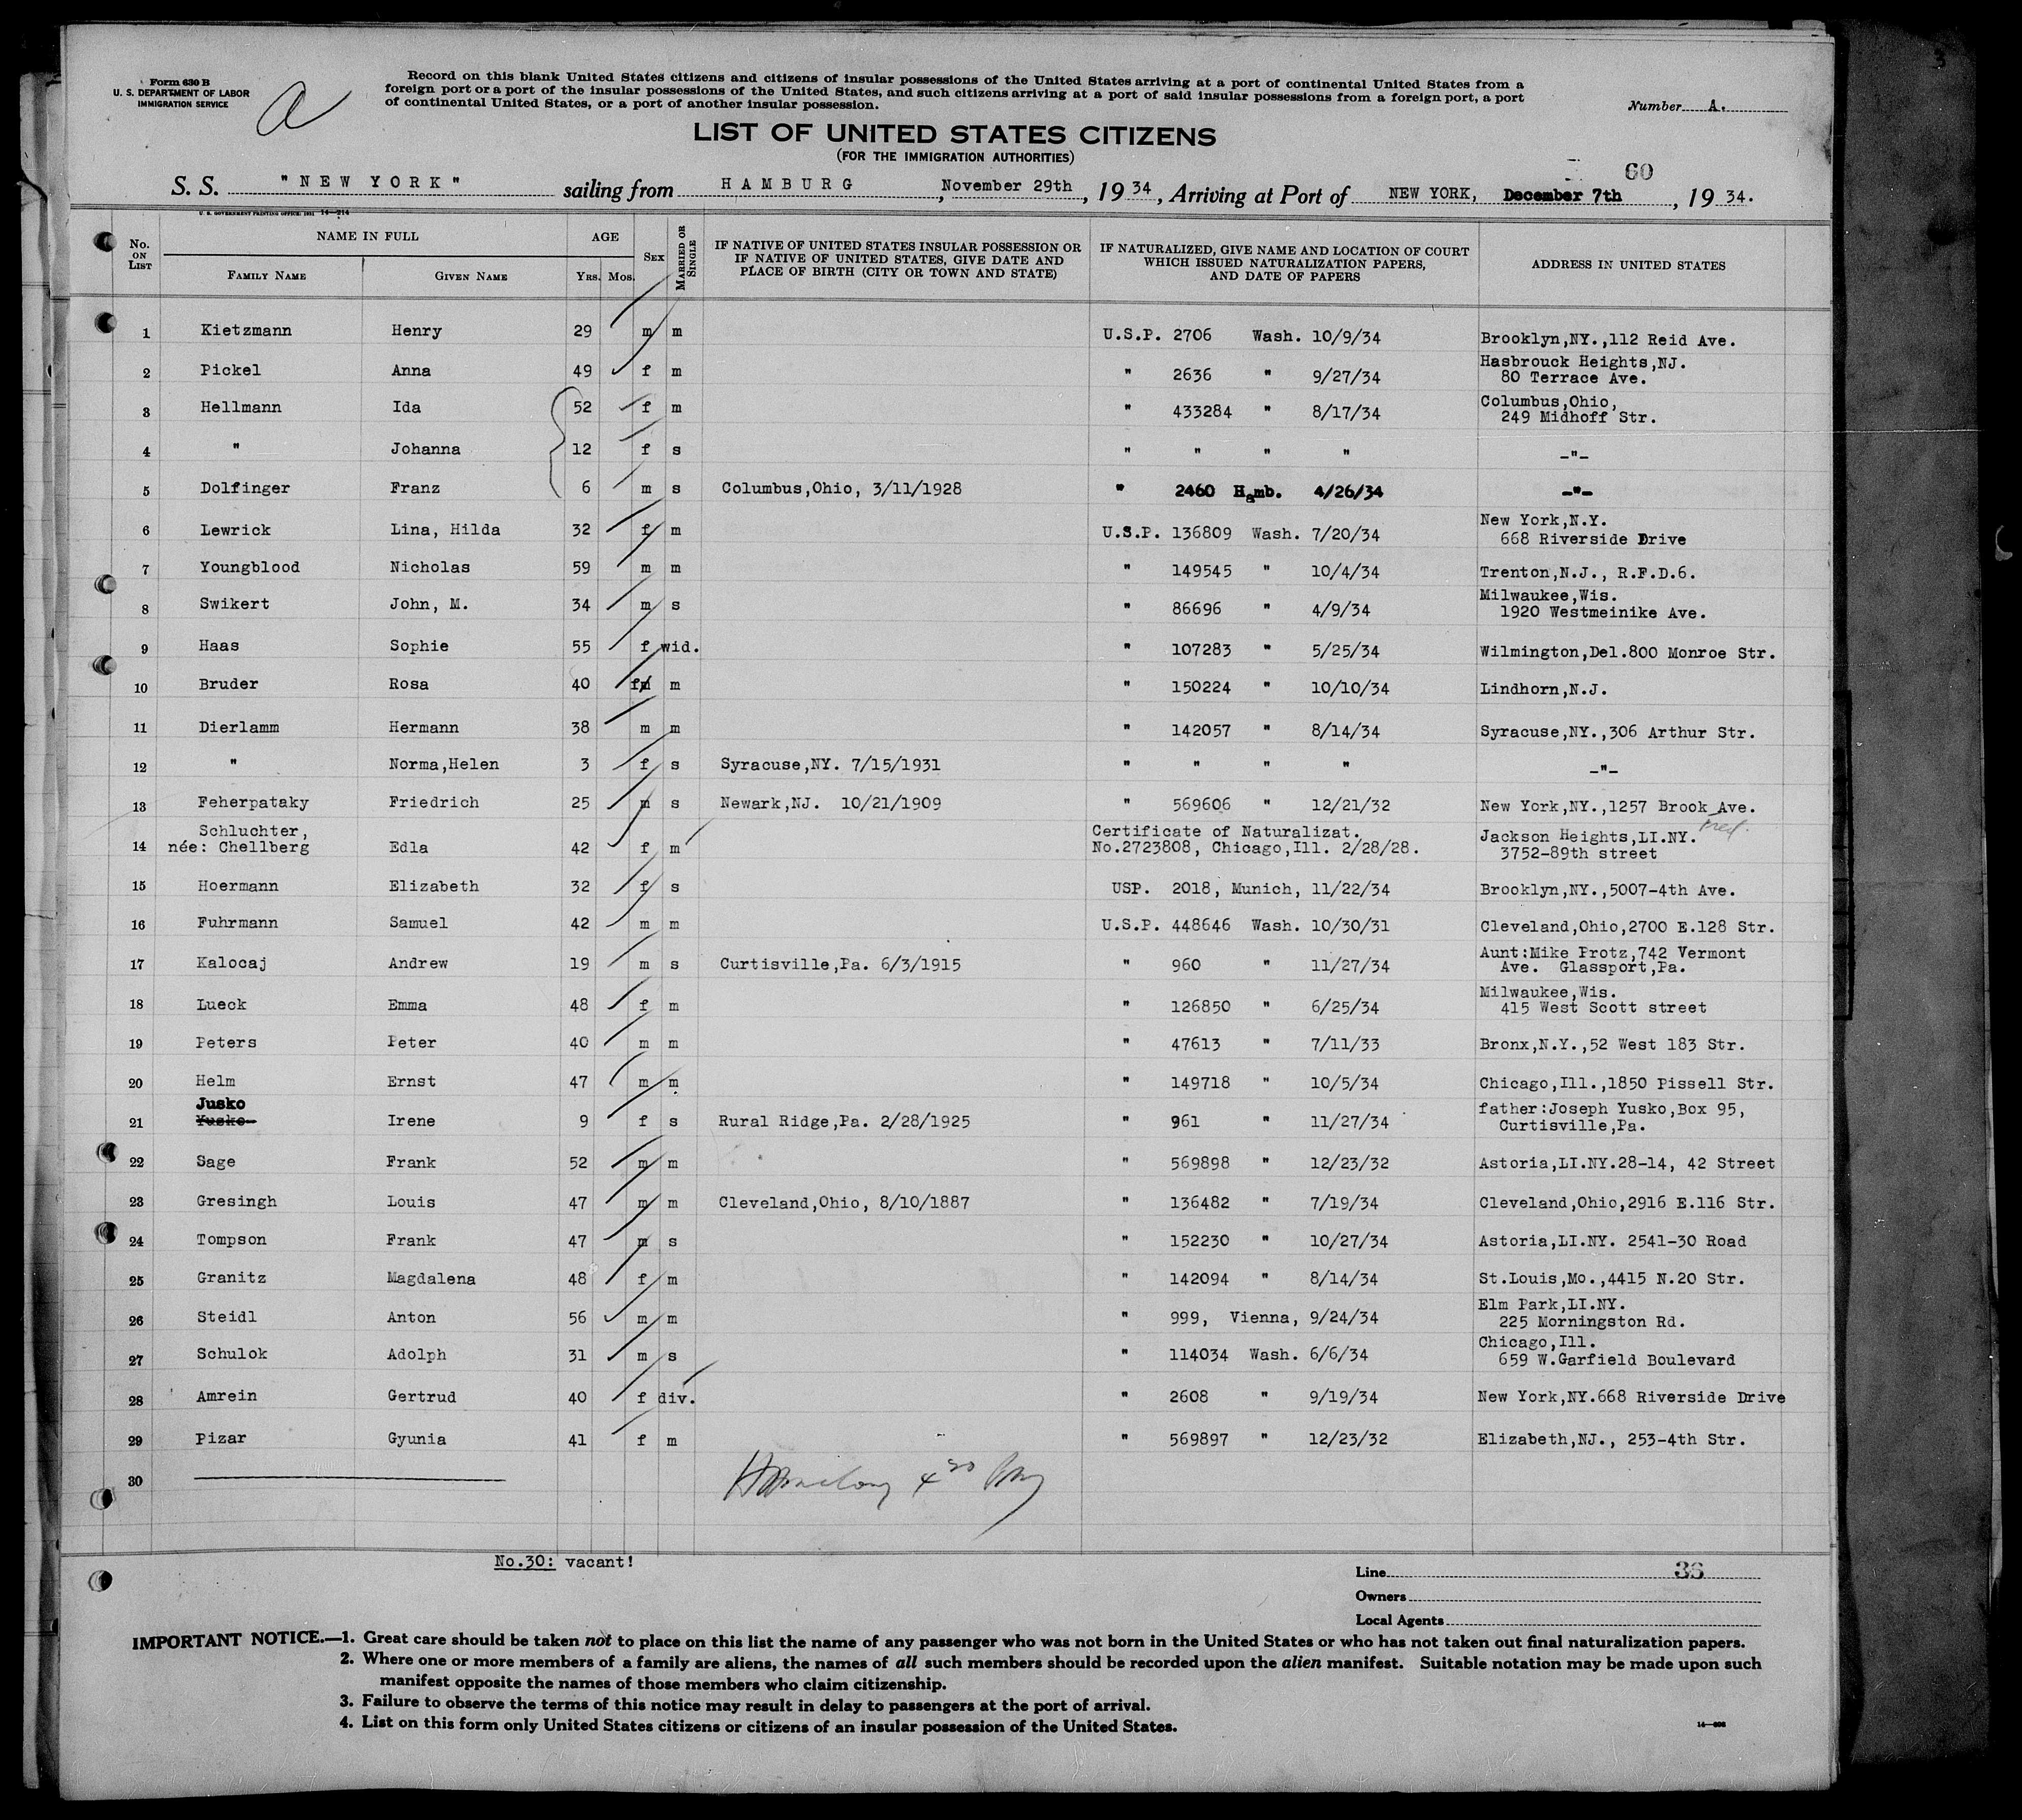 Form 630 B
U. S. DEPARTMENT OF LABOR
IMMIGRATION SERVICE
a
Record on this blank United States citizens and citizens of insular possessions of the United States arriving at a port of continental United States from a
foreign port or a port of the insular possessions of the United States, and such citizens arriving at a port of said insular possessions from a foreign port, a port
of continental United States, or a port of another insular possession.
Number A.
LIST OF UNITED STATES CITIZENS
(FOR THE IMMIGRATION AUTHORITIES)
60
S. S. "NEW YORK" sailing from HAMBURG, November 29th, 1934, Arriving at Port of NEW YORK, December 7th, 1934.
U. S. GOVERNMENT PRINTING OFFICE: 1931 14—214
No. ON LIST
NAME IN FULL
FAMILY NAME
GIVEN NAME
AGE
YRS. MOS.
SEX
MARRIED OR SINGLE
IF NATIVE OF UNITED STATES INSULAR POSSESSION OR
IF NATIVE OF UNITED STATES, GIVE DATE AND
PLACE OF BIRTH (CITY OR TOWN AND STATE)
IF NATURALIZED, GIVE NAME AND LOCATION OF COURT
WHICH ISSUED NATURALIZATION PAPERS,
AND DATE OF PAPERS
ADDRESS IN UNITED STATES
1 Kietzmann Henry 29 m m U.S.P. 2706 Wash. 10/9/34 Brooklyn,NY.,112 Reid Ave.
2 Pickel Anna 49 f m " 2636 " 9/27/34 Hasbrouck Heights,NJ.
80 Terrace Ave.
3 Hellmann Ida 52 f m " 433284 " 8/17/34 Columbus,Ohio,
249 Midhoff Str.
4 " Johanna 12 f s " " " " -"-
5 Dolfinger Franz 6 m s Columbus,Ohio, 3/11/1928 " 2460 Hamb. 4/26/34 -"-
6 Lewrick Lina, Hilda 32 f m U.S.P. 136809 Wash. 7/20/34 New York,N.Y.
668 Riverside Drive
7 Youngblood Nicholas 59 m m " 149545 " 10/4/34 Trenton,N.J., R.F.D.6.
8 Swikert John, M. 34 m s " 86696 " 4/9/34 Milwaukee,Wis.
1920 Westmeinike Ave.
9 Haas Sophie 55 f wid. " 107283 " 5/25/34 Wilmington,Del.800 Monroe Str.
10 Bruder Rosa 40 f m " 150224 " 10/10/34 Lindhorn,N.J.
11 Dierlamm Hermann 38 m m " 142057 " 8/14/34 Syracuse,NY.,306 Arthur Str.
12 " Norma,Helen 3 f s Syracuse,NY. 7/15/1931 " " " " -"-
13 Feherpataky Friedrich 25 m s Newark,NJ. 10/21/1909 " 569606 " 12/21/32 New York,NY.,1257 Brook Ave.
Schluchter, Certificate of Naturalizat.
14 née: Chellberg Edla 42 f m No.2723808, Chicago,Ill. 2/28/28. Jackson Heights,LI.NY.
3752-89th street
15 Hoermann Elizabeth 32 f s USP. 2018, Munich, 11/22/34 Brooklyn,NY.,5007-4th Ave.
16 Fuhrmann Samuel 42 m m U.S.P. 448646 Wash. 10/30/31 Cleveland,Ohio,2700 E.128 Str.
17 Kalocaj Andrew 19 m s Curtisville,Pa. 6/3/1915 " 960 " 11/27/34 Aunt:Mike Protz,742 Vermont
Ave. Glassport,Pa.
18 Lueck Emma 48 f m " 126850 " 6/25/34 Milwaukee,Wis.
415 West Scott street
19 Peters Peter 40 m m " 47613 " 7/11/33 Bronx,N.Y.,52 West 183 Str.
20 Helm Ernst 47 m m " 149718 " 10/5/34 Chicago,Ill.,1850 Pissell Str.
Jusko
21 Yusko Irene 9 f s Rural Ridge,Pa. 2/28/1925 " 961 " 11/27/34 father:Joseph Yusko,Box 95,
Curtisville,Pa.
22 Sage Frank 52 m m " 569898 " 12/23/32 Astoria,LI.NY.28-14, 42 Street
23 Gresingh Louis 47 m m Cleveland,Ohio, 8/10/1887 " 136482 " 7/19/34 Cleveland,Ohio,2916 E.116 Str.
24 Tompson Frank 47 m s " 152230 " 10/27/34 Astoria,LI.NY. 2541-30 Road
25 Granitz Magdalena 48 f m " 142094 " 8/14/34 St.Louis,Mo.,4415 N.20 Str.
26 Steidl Anton 56 m m " 999, Vienna, 9/24/34 Elm Park,LI.NY.
225 Morningston Rd.
27 Schulok Adolph 31 m s " 114034 Wash. 6/6/34 Chicago,Ill.
659 W.Garfield Boulevard
28 Amrein Gertrud 40 f div. " 2608 " 9/19/34 New York,NY.668 Riverside Drive
29 Pizar Gyunia 41 f m " 569897 " 12/23/32 Elizabeth,NJ., 253-4th Str.
30
No.30: vacant!
Line 36
Owners
Local Agents
IMPORTANT NOTICE.—1. Great care should be taken not to place on this list the name of any passenger who was not born in the United States or who has not taken out final naturalization papers.
2. Where one or more members of a family are aliens, the names of all such members should be recorded upon the alien manifest. Suitable notation may be made upon such
manifest opposite the names of those members who claim citizenship.
3. Failure to observe the terms of this notice may result in delay to passengers at the port of arrival.
4. List on this form only United States citizens or citizens of an insular possession of the United States.